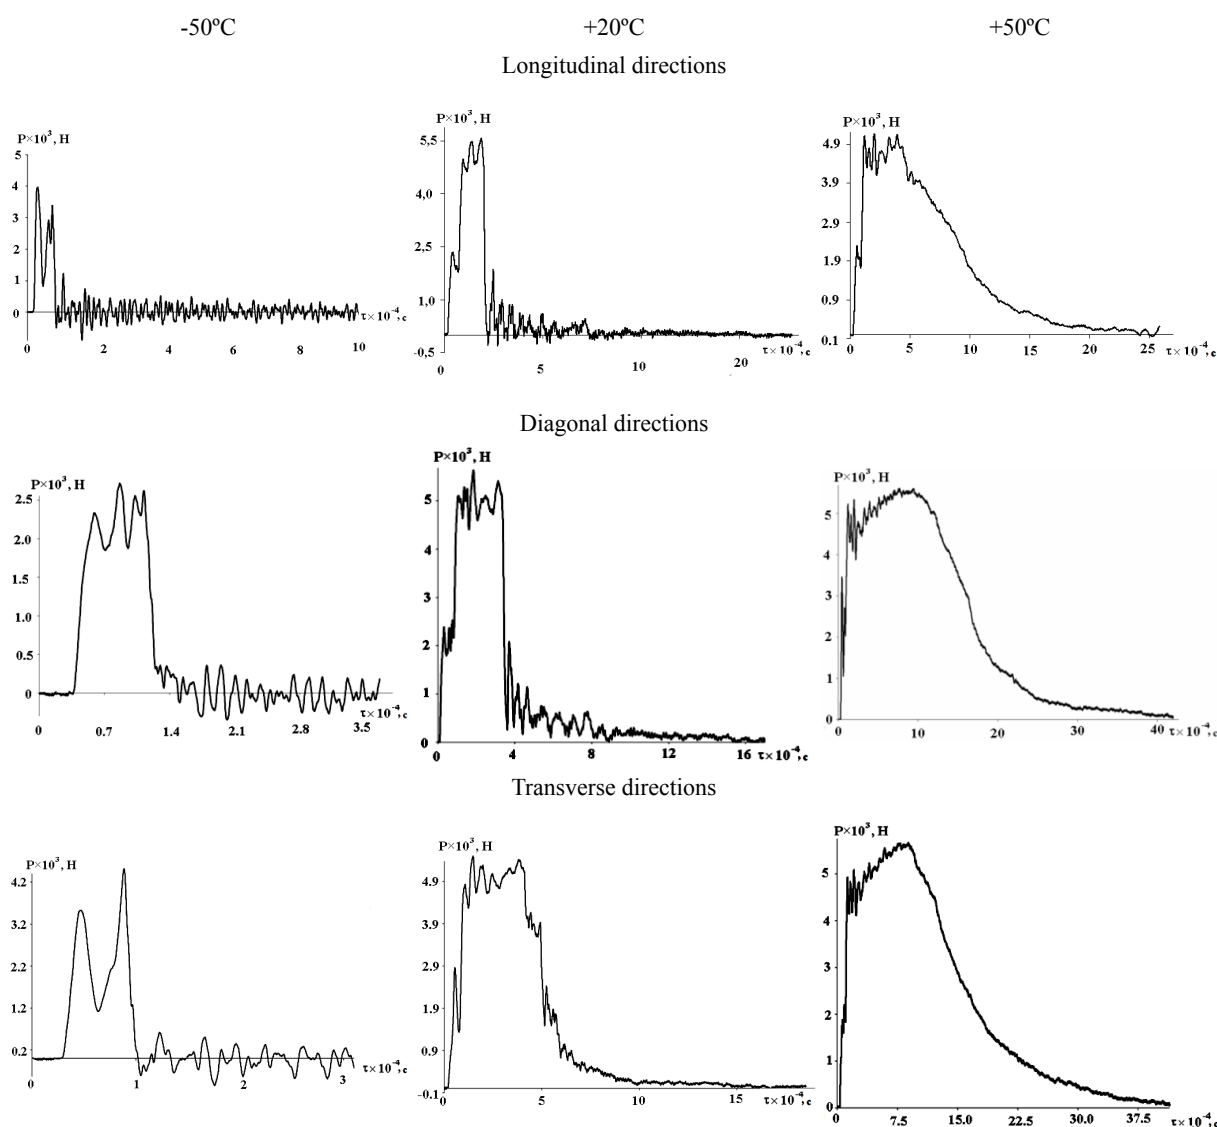 -50ºC +20ºC +50ºC
Longitudinal directions
P×10³, H
5
4
3
2
1
0
0 2 4 6 8 10
τ×10⁻⁴,c
P×10³, H
5,5
4,0
2,5
1,0
-0,5
0 5 10 20
τ×10⁻⁴,c
P×10³, H
4.9
3.9
2.9
1.9
0.9
0.1
0 5 10 15 20 25
τ×10⁻⁴,c
Diagonal directions
P×10³, H
2.5
2.0
1.5
1.0
0.5
0
0 0.7 1.4 2.1 2.8 3.5
τ×10⁻⁴,c
P×10³, H
5
4
3
2
1
0
0 4 8 12 16 τ×10⁻⁴,c
P×10³, H
5
4
3
2
1
0
0 10 20 30 40 τ×10⁻⁴,c
Transverse directions
P×10³, H
4.2
3.2
2.2
1.2
0.2
0 1 2 3 τ×10⁻⁴,c
P×10³, H
4.9
3.9
2.9
1.9
0.9
-0.1
0 5 10 15 τ×10⁻⁴,c
P×10³, H
5
4
3
2
1
0
0 7.5 15.0 22.5 30.0 37.5 τ×10⁻⁴,c